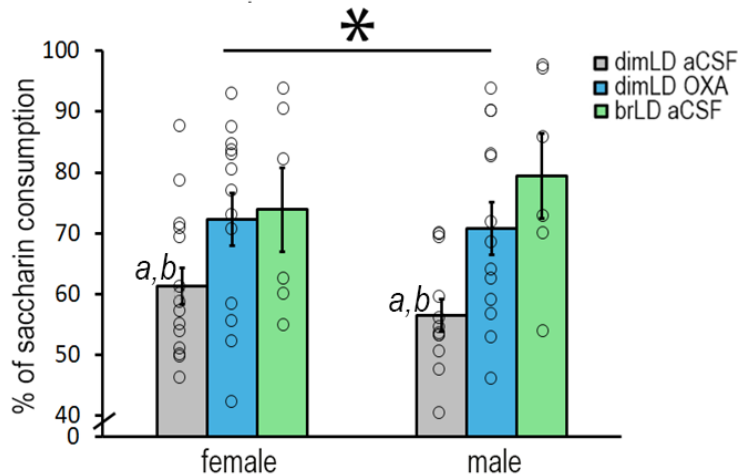 *
% of saccharin consumption
100
90
80
70
60
50
40
0
a,b
a,b
female
male
dimLD aCSF
dimLD OXA
brLD aCSF